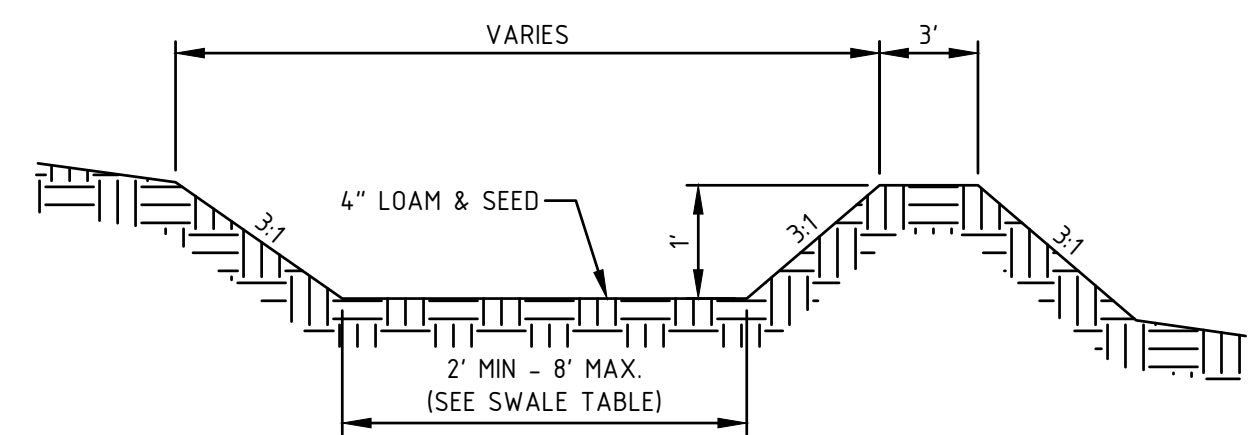 VARIES
3'
4" LOAM & SEED
3:1
1'
3:1
3:1
2' MIN - 8' MAX.
(SEE SWALE TABLE)